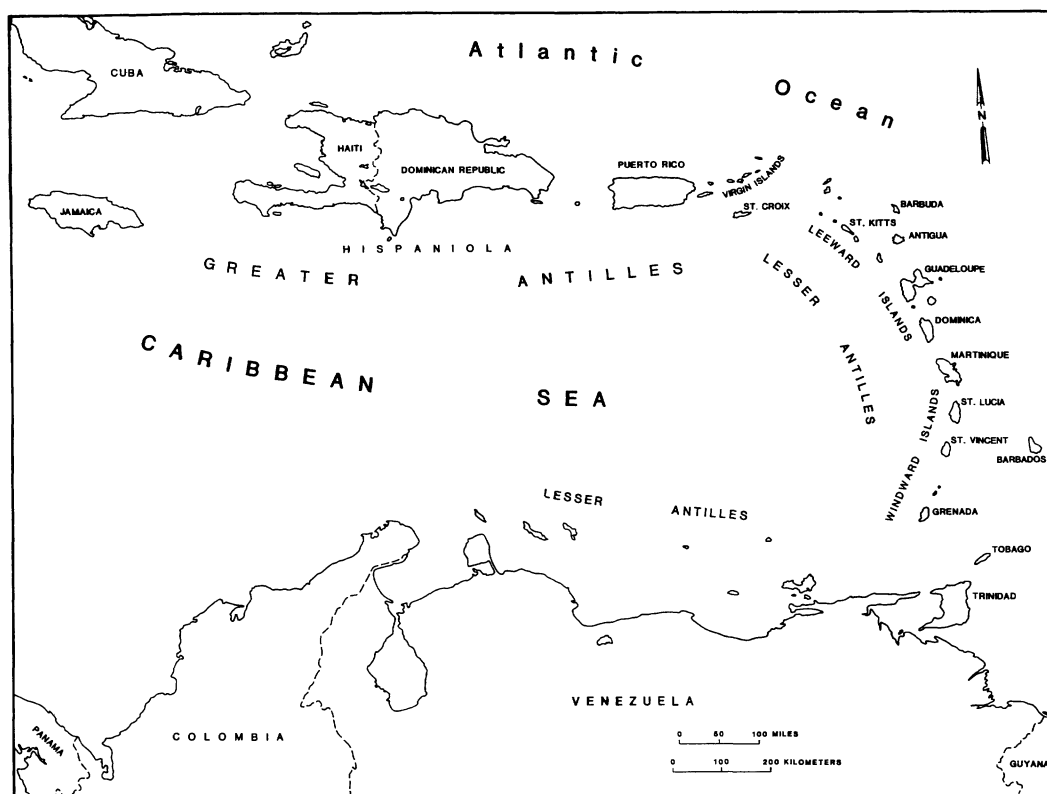 Atlantic
Ocean
CUBA
N
HAITI
DOMINICAN REPUBLIC
PUERTO RICO
VIRGIN ISLANDS
ST. CROIX
JAMAICA
HISPANIOLA
BARBUDA
ST. KITTS
ANTIGUA
LEEWARD
ISLANDS
GREATER
ANTILLES
LESSER
ANTILLES
GUADELOUPE
DOMINICA
CARIBBEAN
SEA
MARTINIQUE
ST. LUCIA
WINDWARD ISLANDS
ST. VINCENT
BARBADOS
GRENADA
LESSER
ANTILLES
TOBAGO
TRINIDAD
VENEZUELA
COLOMBIA
PANAMA
GUYANA
0 50 100 MILES
0 100 200 KILOMETERS